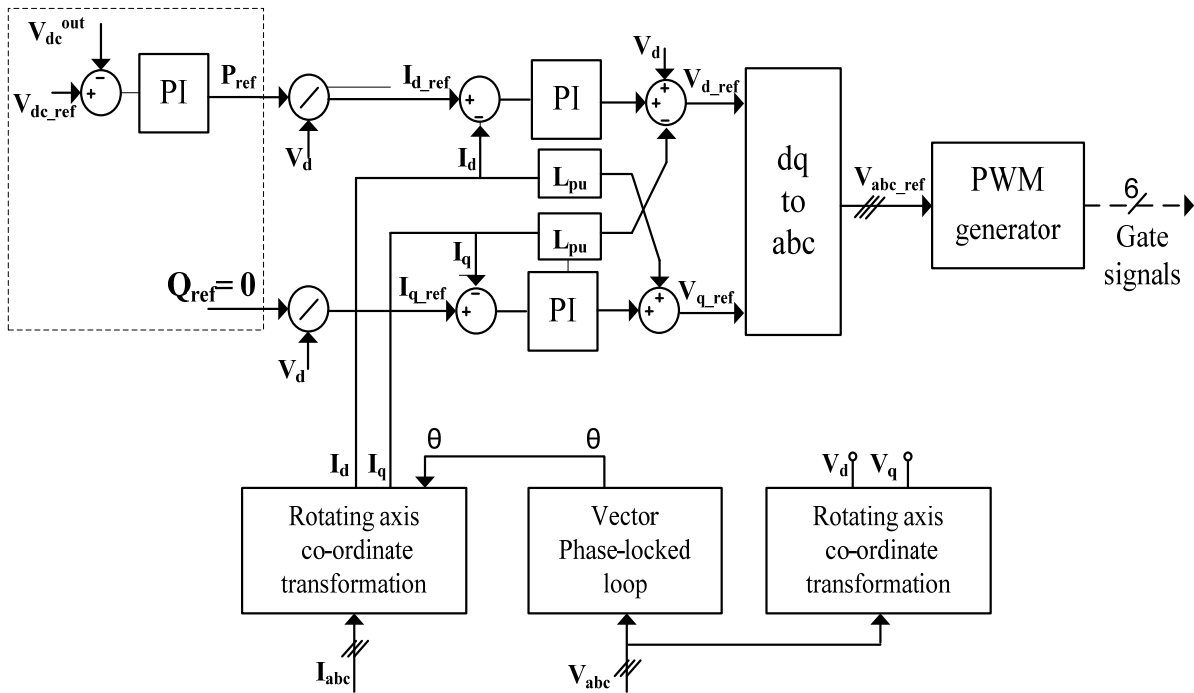 V_dc^out
V_d
PI
P_ref
I_d_ref
PI
V_d_ref
V_dc_ref
V_d
I_d
L_pu
dq
to
abc
V_abc_ref
PWM
generator
6
Gate
signals
L_pu
I_q
Q_ref= 0
I_q_ref
PI
V_q_ref
V_d
θ
θ
I_d
I_q
V_d
V_q
Rotating axis
co-ordinate
transformation
Vector
Phase-locked
loop
Rotating axis
co-ordinate
transformation
I_abc
V_abc